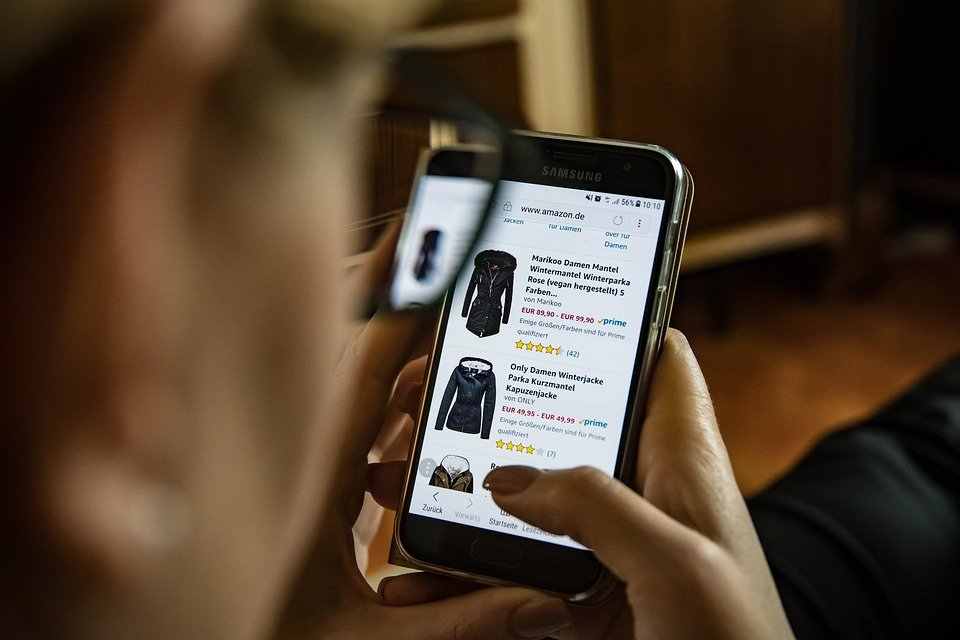 SAMSUNG
56% 10:10
www.amazon.de
Jacken
für Damen
over für
Damen
Marikoo Damen Mantel
Wintermantel Winterparka
Rose (vegan hergestellt) 5
Farben...
von Marikoo
EUR 89,90 - EUR 99,90 prime
Einige Größen/Farben sind für Prime
qualifiziert
(42)
Only Damen Winterjacke
Parka Kurzmantel
Kapuzenjacke
von ONLY
EUR 49,95 - EUR 49,99 prime
Einige Größen/Farben sind für Prime
qualifiziert
(7)
Zurück
Vorwärts
Startseite